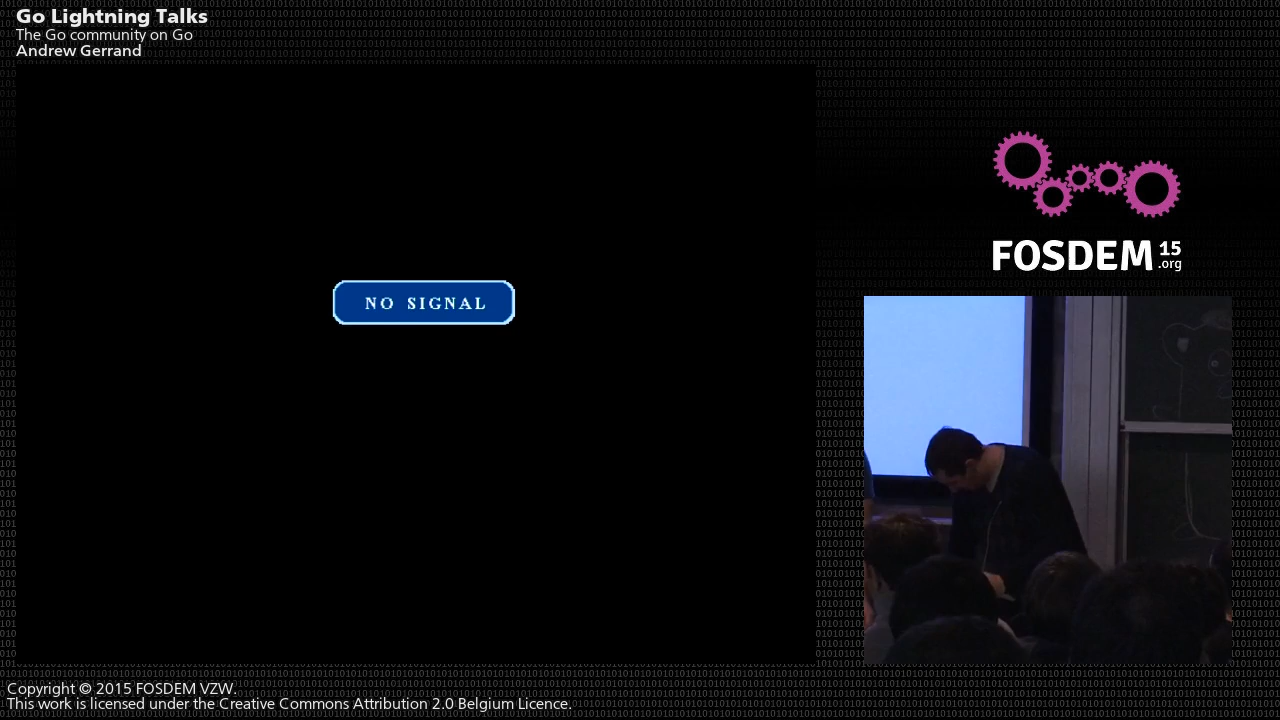 Go Lightning Talks
The Go community on Go
Andrew Gerrand
NO SIGNAL
FOSDEM 15
.org
Copyright © 2015 FOSDEM VZW.
This work is licensed under the Creative Commons Attribution 2.0 Belgium Licence.